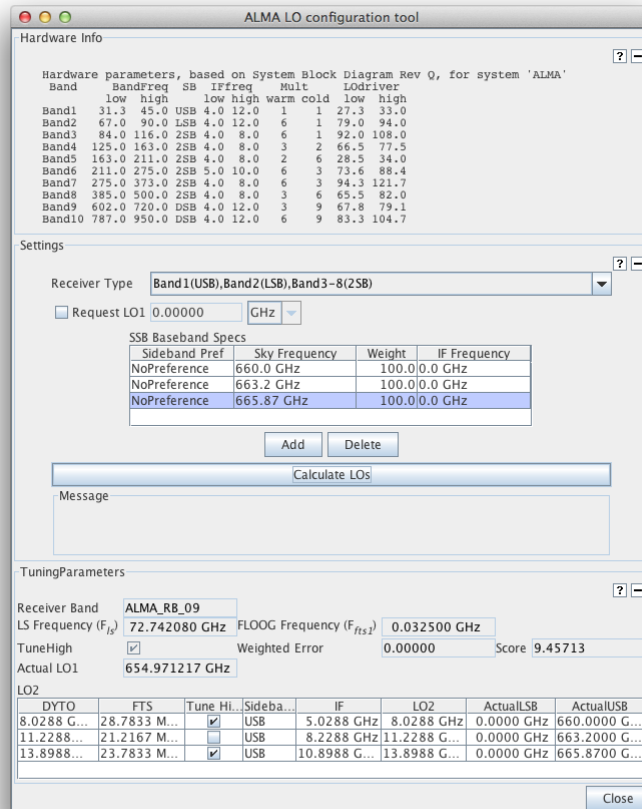 ALMA LO configuration tool
Hardware Info
? −
Hardware parameters, based on System Block Diagram Rev Q, for system 'ALMA'
Band BandFreq SB IFfreq Mult LOdriver
low high low high warm cold low high
Band1 31.3 45.0 USB 4.0 12.0 1 1 27.3 33.0
Band2 67.0 90.0 LSB 4.0 12.0 6 1 79.0 94.0
Band3 84.0 116.0 2SB 4.0 8.0 6 1 92.0 108.0
Band4 125.0 163.0 2SB 4.0 8.0 3 2 66.5 77.5
Band5 163.0 211.0 2SB 4.0 8.0 2 6 28.5 34.0
Band6 211.0 275.0 2SB 5.0 10.0 6 3 73.6 88.4
Band7 275.0 373.0 2SB 4.0 8.0 6 3 94.3 121.7
Band8 385.0 500.0 2SB 4.0 8.0 3 6 65.5 82.0
Band9 602.0 720.0 DSB 4.0 12.0 3 9 67.8 79.1
Band10 787.0 950.0 DSB 4.0 12.0 6 9 83.3 104.7
Settings
? −
Receiver Type Band1(USB),Band2(LSB),Band3-8(2SB)
Request LO1 0.00000 GHz
SSB Baseband Specs
Sideband Pref Sky Frequency Weight IF Frequency
NoPreference 660.0 GHz 100.0 0.0 GHz
NoPreference 663.2 GHz 100.0 0.0 GHz
NoPreference 665.87 GHz 100.0 0.0 GHz
Add Delete
Calculate LOs
Message
TuningParameters
? −
Receiver Band ALMA_RB_09
LS Frequency (F_ls) 72.742080 GHz FLOOG Frequency (F_fts1) 0.032500 GHz
TuneHigh Weighted Error 0.00000 Score 9.45713
Actual LO1 654.971217 GHz
LO2
DYTO FTS Tune Hi... Sideba... IF LO2 ActualLSB ActualUSB
8.0288 G... 28.7833 M... USB 5.0288 GHz 8.0288 GHz 0.0000 GHz 660.0000 G...
11.2288... 21.2167 M... USB 8.2288 GHz 11.2288 G... 0.0000 GHz 663.2000 G...
13.8988... 23.7833 M... USB 10.8988 GHz 13.8988 G... 0.0000 GHz 665.8700 G...
Close